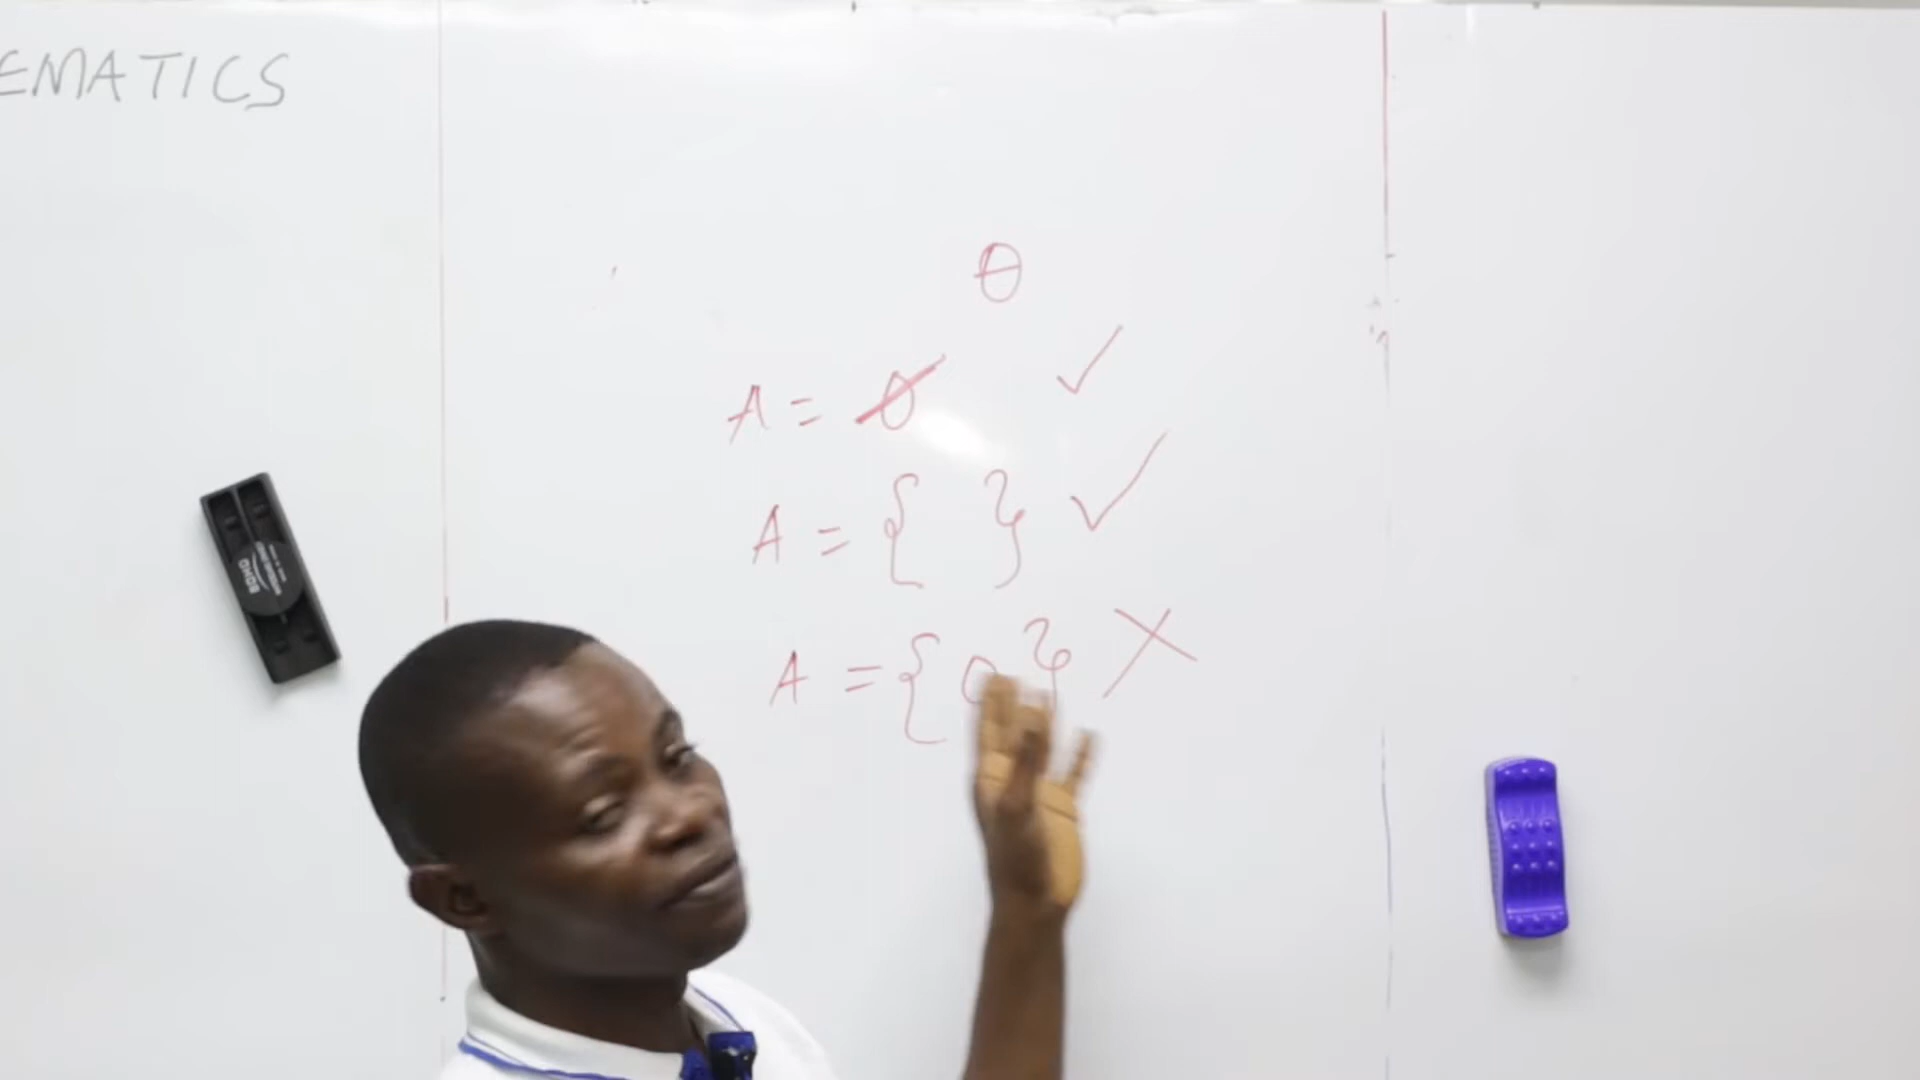 EMATICS
θ
A = Ø ✓
A = { } ✓
A = { 0 } X